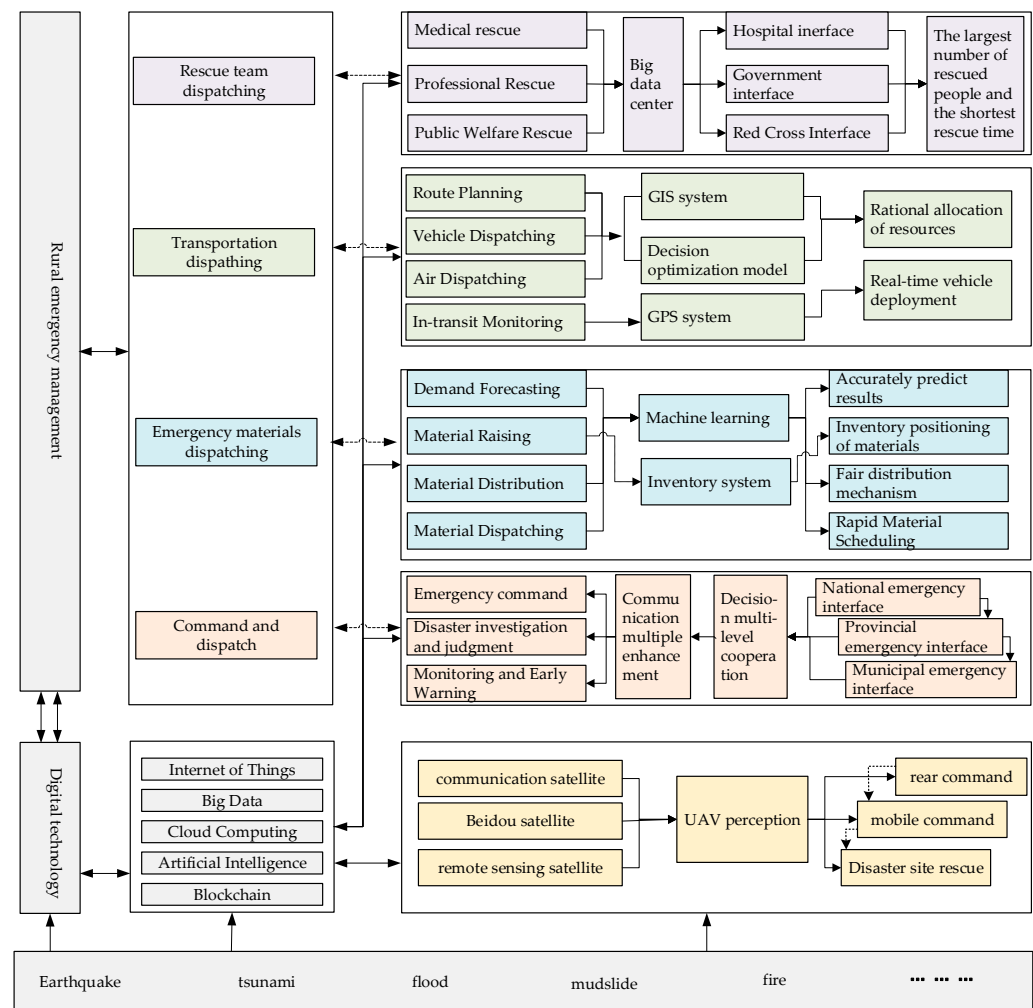 Rural emergency management
Digital technology
Rescue team
dispatching
Transportation
dispathing
Emergency materials
dispatching
Command and
dispatch
Internet of Things
Big Data
Cloud Computing
Artificial Intelligence
Blockchain
Medical rescue
Professional Rescue
Public Welfare Rescue
Big
data
center
Hospital inerface
Government
interface
Red Cross Interface
The largest
number of
rescued
people and
the shortest
rescue time
Route Planning
Vehicle Dispatching
Air Dispatching
In-transit Monitoring
GIS system
Decision
optimization model
GPS system
Rational allocation
of resources
Real-time vehicle
deployment
Demand Forecasting
Material Raising
Material Distribution
Material Dispatching
Machine learning
Inventory system
Accurately predict
results
Inventory positioning
of materials
Fair distribution
mechanism
Rapid Material
Scheduling
Emergency command
Disaster investigation
and judgment
Monitoring and Early
Warning
Commu
nication
multiple
enhance
ment
Decisio-
n multi-
level
cooperat
ion
National emergency
interface
Provincial
emergency interface
Municipal emergency
interface
communication satellite
Beidou satellite
remote sensing satellite
UAV perception
rear command
mobile command
Disaster site rescue
Earthquake
tsunami
flood
mudslide
fire
… … …